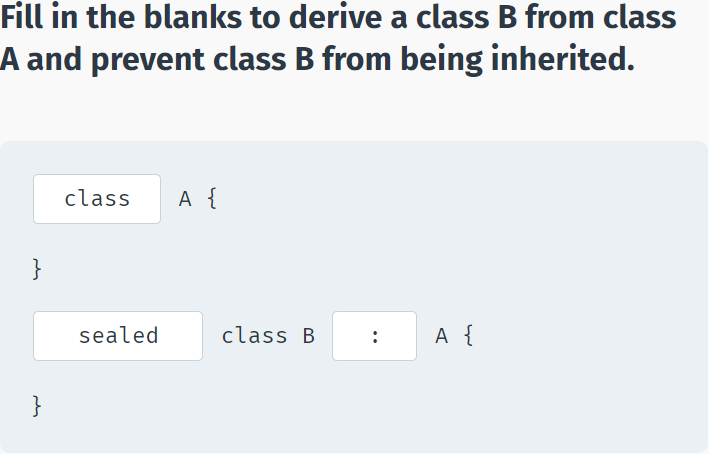 Fill in the blanks to derive a class B from class
A and prevent class B from being inherited.
class A {
}
sealed class B : A {
}